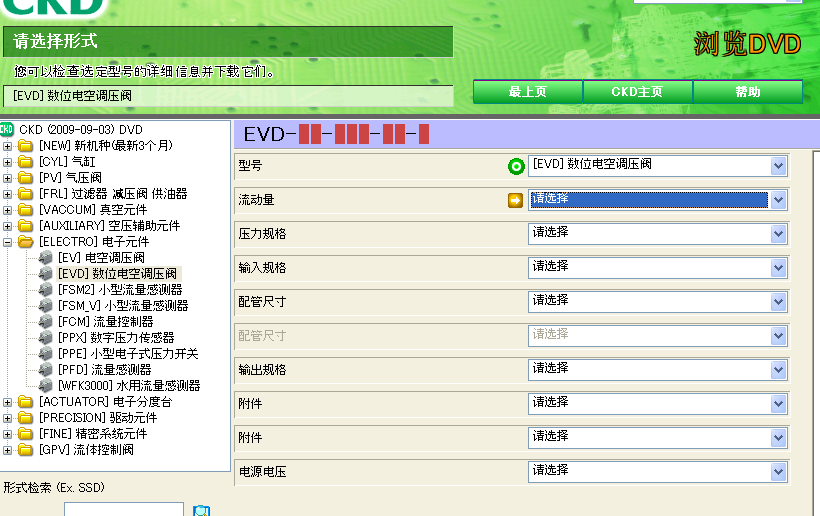 CKD
请选择形式
浏览DVD
您可以检查选定型号的详细信息并下载它们。
[EVD] 数位电空调压阀
最上页
CKD主页
帮助
CKD (2009-09-03) DVD
[NEW] 新机种(最新3个月)
[CYL] 气缸
[PV] 气压阀
[FRL] 过滤器 减压阀 供油器
[VACCUM] 真空元件
[AUXILIARY] 空压辅助元件
[ELECTRO] 电子元件
[EV] 电空调压阀
[EVD] 数位电空调压阀
[FSM2] 小型流量感测器
[FSM_V] 小型流量感测器
[FCM] 流量控制器
[PPX] 数字压力传感器
[PPE] 小型电子式压力开关
[PFD] 流量感测器
[WFK3000] 水用流量感测器
[ACTUATOR] 电子分度台
[PRECISION] 驱动元件
[FINE] 精密系统元件
[GPV] 流体控制阀
形式检索 (Ex. SSD)
EVD-
型号
[EVD] 数位电空调压阀
流动量
请选择
压力规格
请选择
输入规格
请选择
配管尺寸
请选择
配管尺寸
请选择
输出规格
请选择
附件
请选择
附件
请选择
电源电压
请选择